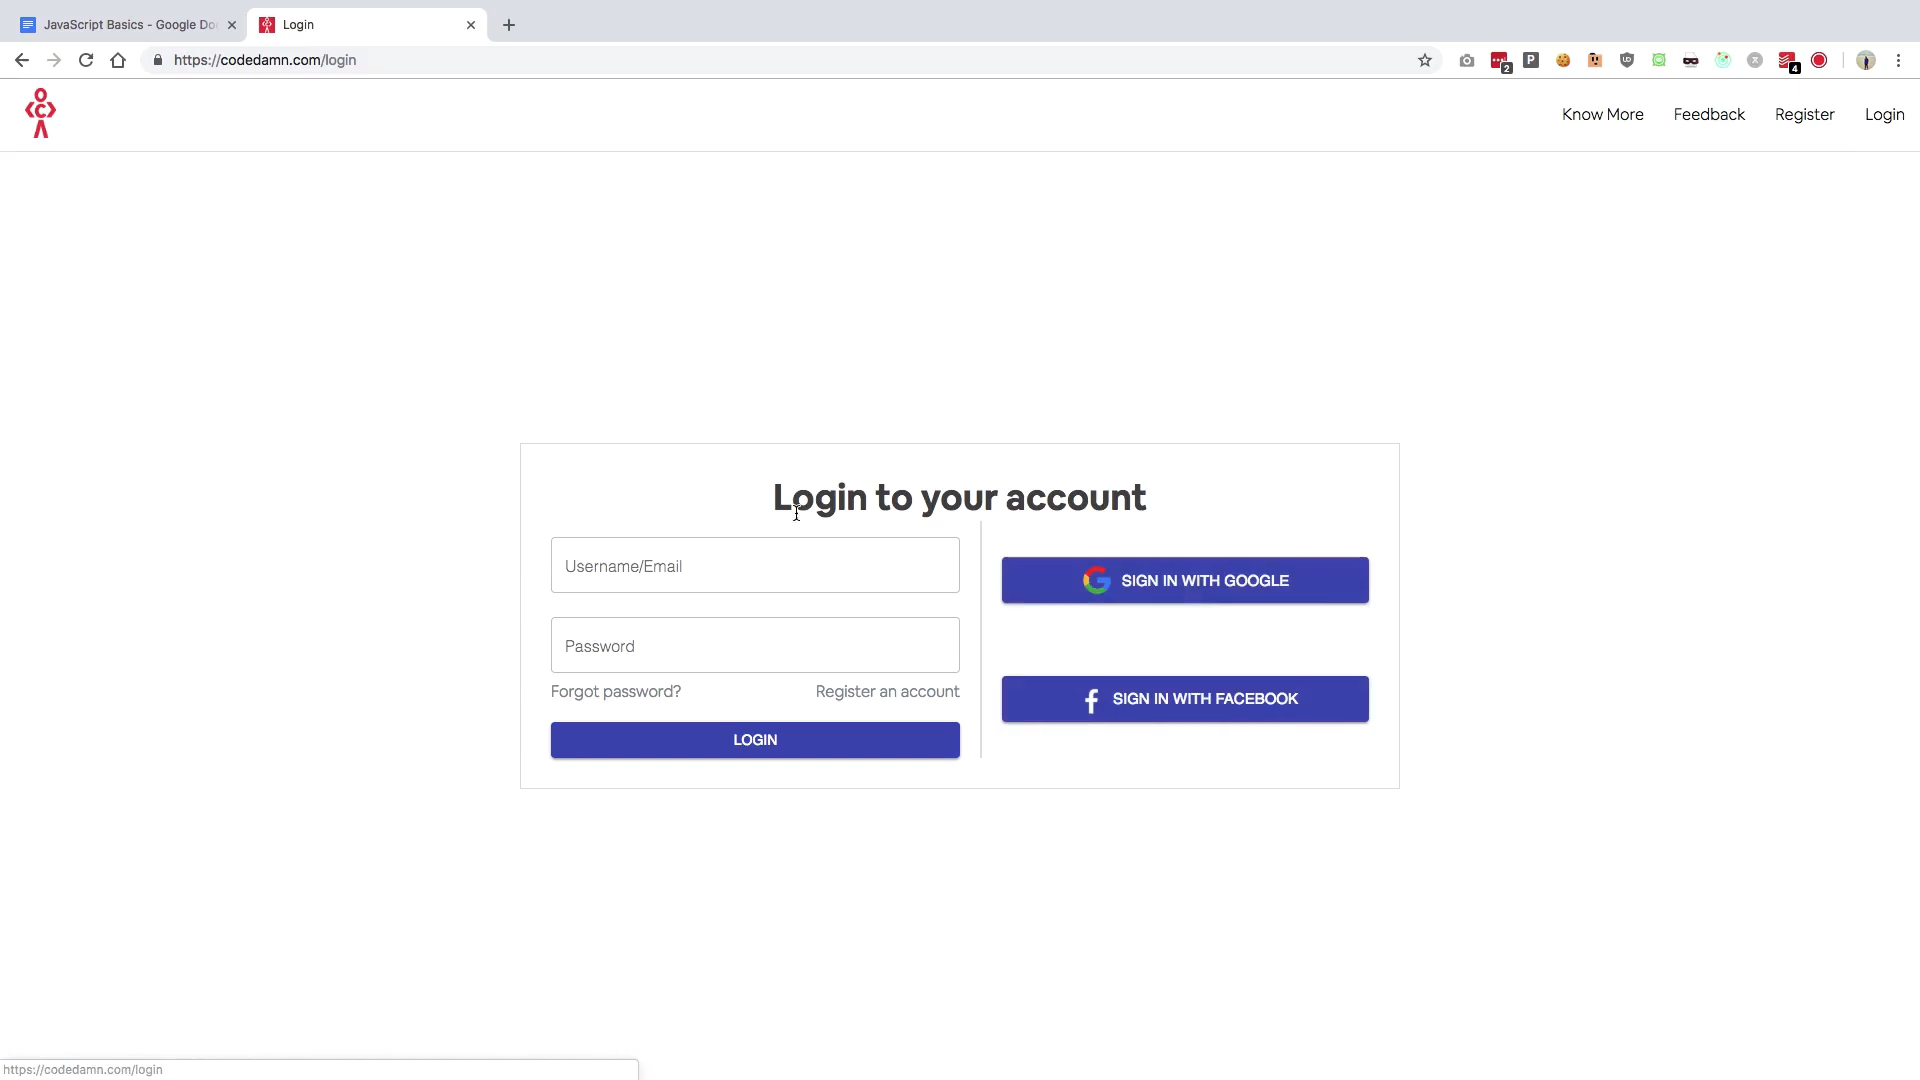 JavaScript Basics - Google Do
Login
https://codedamn.com/login
2
P
4
C
Know More
Feedback
Register
Login
Login to your account
Username/Email
SIGN IN WITH GOOGLE
Password
Forgot password?
Register an account
SIGN IN WITH FACEBOOK
LOGIN
https://codedamn.com/login